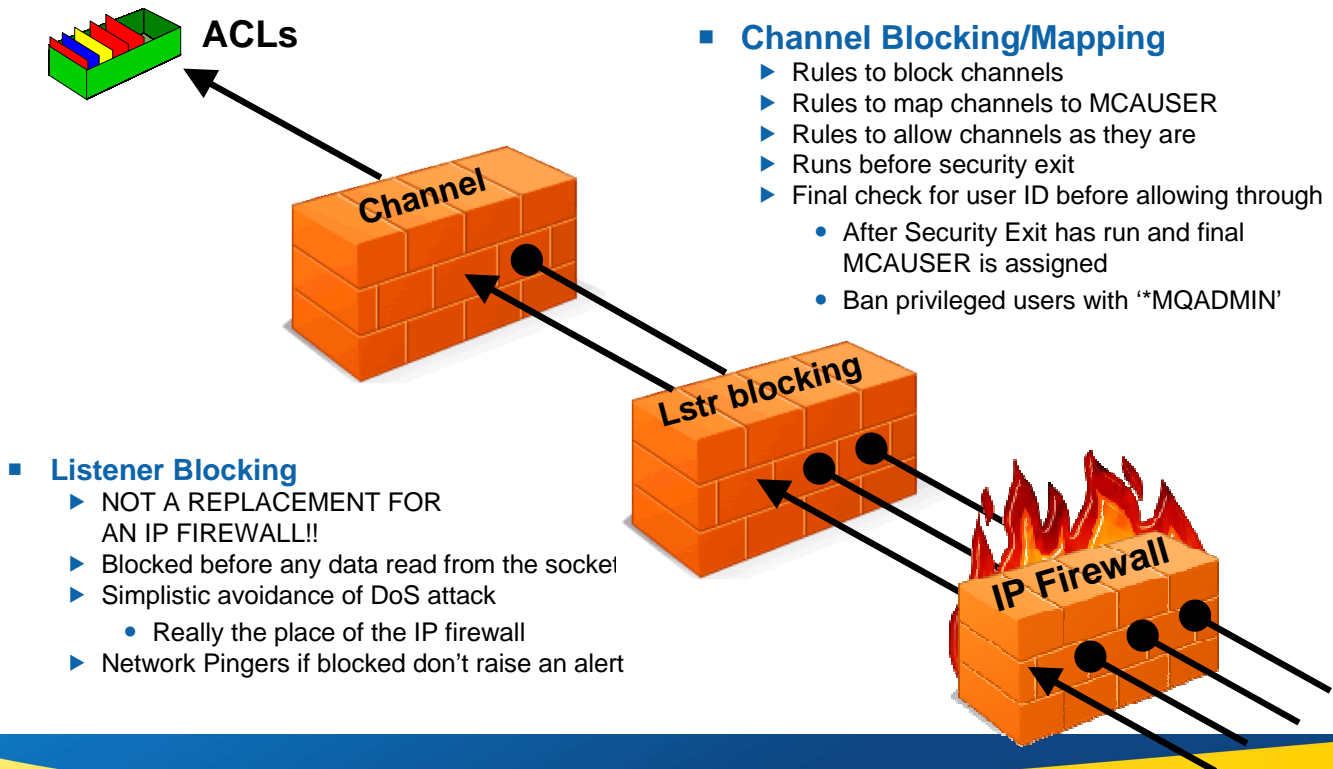 ACLs
Channel Blocking/Mapping
Rules to block channels
Rules to map channels to MCAUSER
Rules to allow channels as they are
Runs before security exit
Final check for user ID before allowing through
After Security Exit has run and final
MCAUSER is assigned
Ban privileged users with ‘*MQADMIN’
Channel
Lstr blocking
IP Firewall
Listener Blocking
NOT A REPLACEMENT FOR
AN IP FIREWALL!!
Blocked before any data read from the socket
Simplistic avoidance of DoS attack
Really the place of the IP firewall
Network Pingers if blocked don’t raise an alert